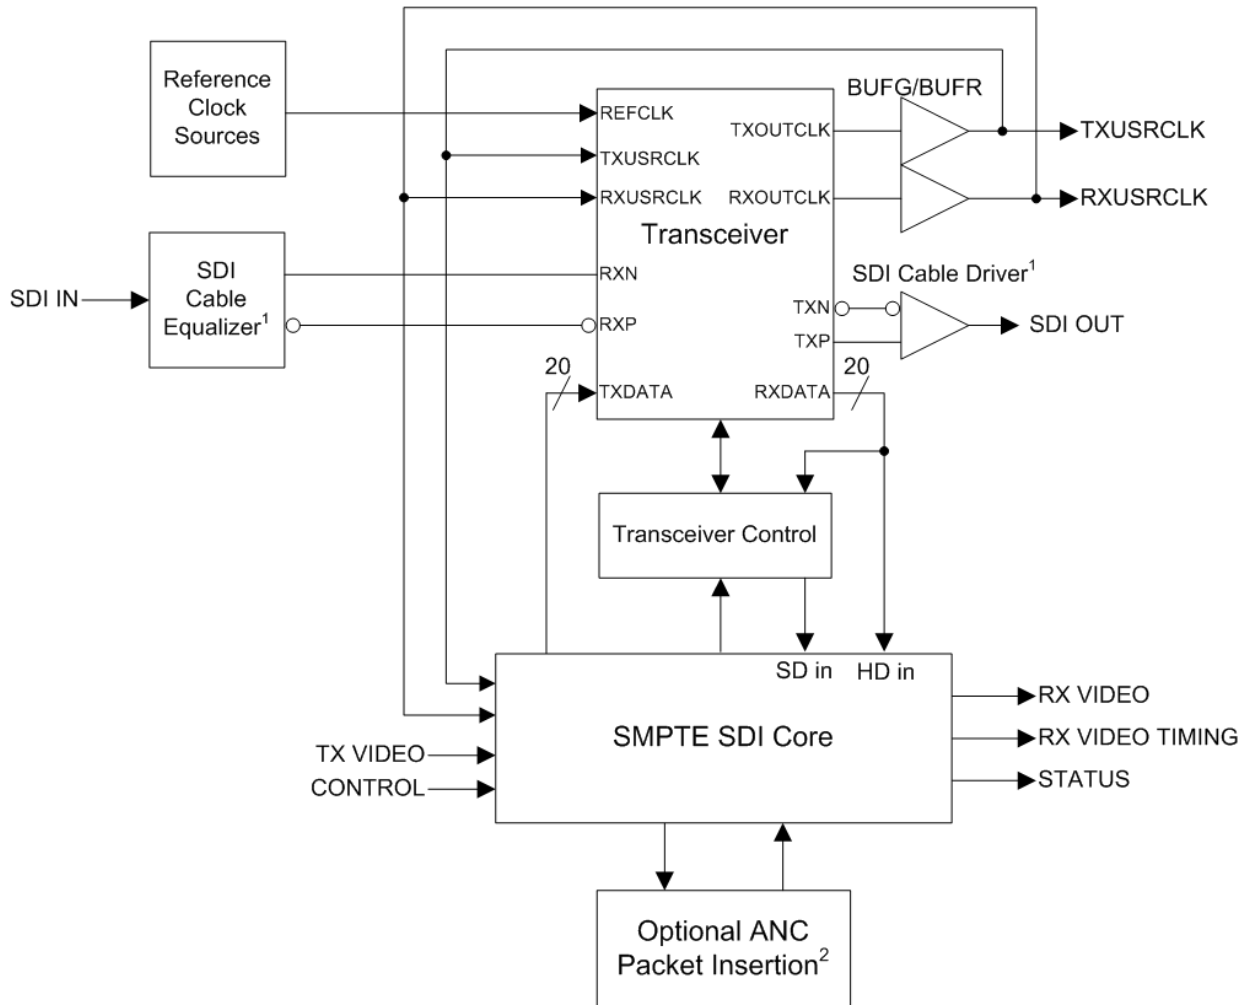 Reference
Clock
Sources
BUFG/BUFR
REFCLK
TXOUTCLK
TXUSRCLK
TXUSRCLK
RXUSRCLK
RXOUTCLK
RXUSRCLK
Transceiver
SDI IN
SDI
Cable
Equalizer1
RXN
RXP
SDI Cable Driver1
TXN
TXP
SDI OUT
20
TXDATA
RXDATA
20
Transceiver Control
SD in
HD in
SMPTE SDI Core
TX VIDEO
CONTROL
RX VIDEO
RX VIDEO TIMING
STATUS
Optional ANC
Packet Insertion2